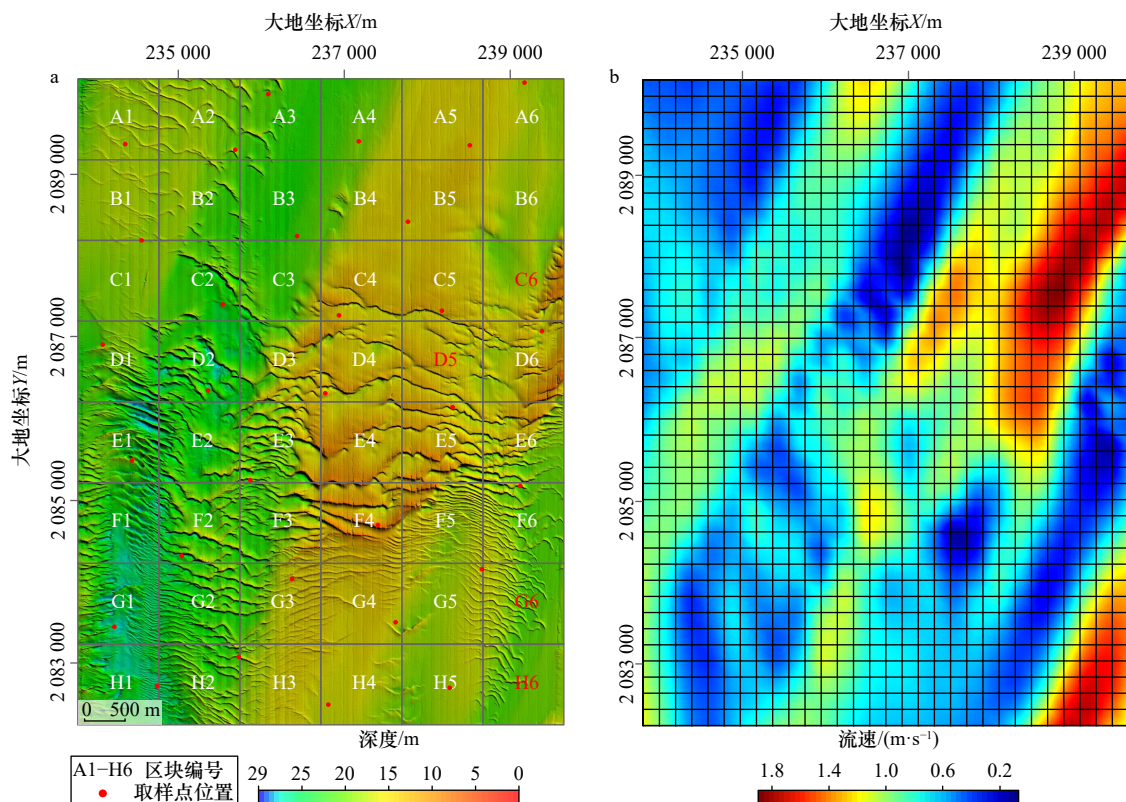 大地坐标X/m
235 000 237 000 239 000
a
A1 A2 A3 A4 A5 A6
B1 B2 B3 B4 B5 B6
C1 C2 C3 C4 C5 C6
D1 D2 D3 D4 D5 D6
E1 E2 E3 E4 E5 E6
F1 F2 F3 F4 F5 F6
G1 G2 G3 G4 G5 G6
H1 H2 H3 H4 H5 H6
大地坐标Y/m
2 089 000
2 087 000
2 085 000
2 083 000
0 500 m
A1−H6 区块编号
取样点位置
深度/m
29 25 20 15 10 5 0
大地坐标X/m
235 000 237 000 239 000
b
2 089 000
2 087 000
2 085 000
2 083 000
流速/(m·s⁻¹)
1.8 1.4 1.0 0.6 0.2